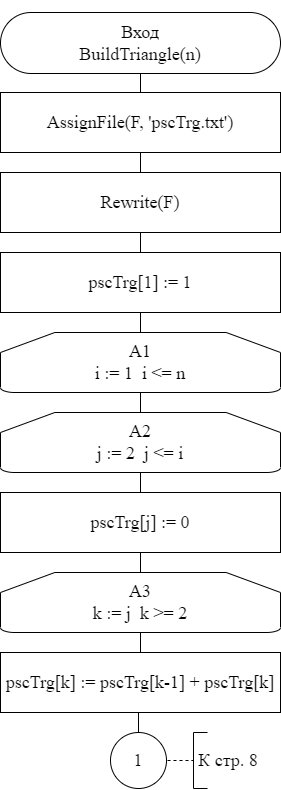 Вход
BuildTriangle(n)
AssignFile(F, 'pscTrg.txt')
Rewrite(F)
pscTrg[1] := 1
A1
i := 1 i <= n
A2
j := 2 j <= i
pscTrg[j] := 0
A3
k := j k >= 2
pscTrg[k] := pscTrg[k-1] + pscTrg[k]
1
К стр. 8